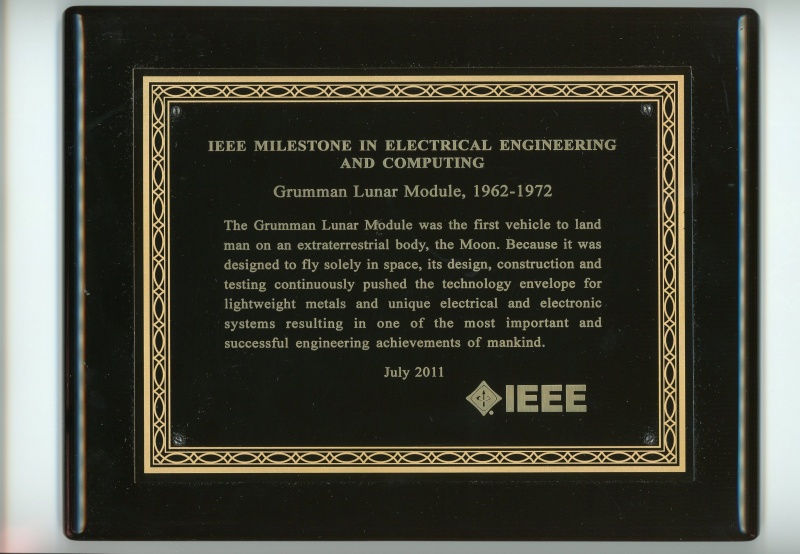 IEEE MILESTONE IN ELECTRICAL ENGINEERING
AND COMPUTING
Grumman Lunar Module, 1962-1972
The Grumman Lunar Module was the first vehicle to land
man on an extraterrestrial body, the Moon. Because it was
designed to fly solely in space, its design, construction and
testing continuously pushed the technology envelope for
lightweight metals and unique electrical and electronic
systems resulting in one of the most important and
successful engineering achievements of mankind.
July 2011
IEEE